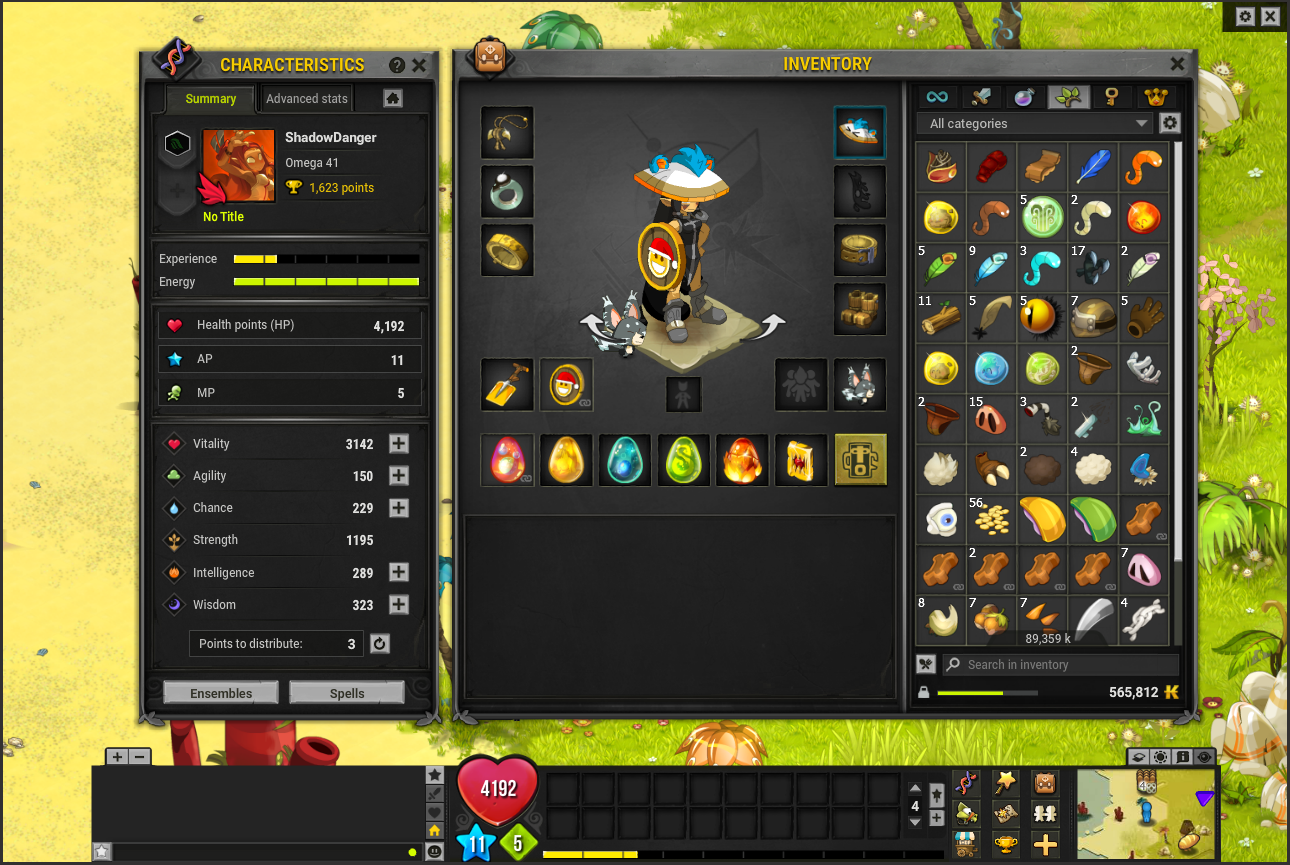 CHARACTERISTICS
?
Summary
Advanced stats
ShadowDanger
Omega 41
1,623 points
No Title
Experience
Energy
Health points (HP) 4,192
AP 11
MP 5
Vitality 3142
Agility 150
Chance 229
Strength 1195
Intelligence 289
Wisdom 323
Points to distribute: 3
Ensembles
Spells
INVENTORY
All categories
5 2
5 9 3 17 2
11 5 5 7 5
2
2 15 3 2
2 4
56
2 7
8 7 7 4
89,359 k
Search in inventory
565,812 K
4192
11 5
4
SHOP